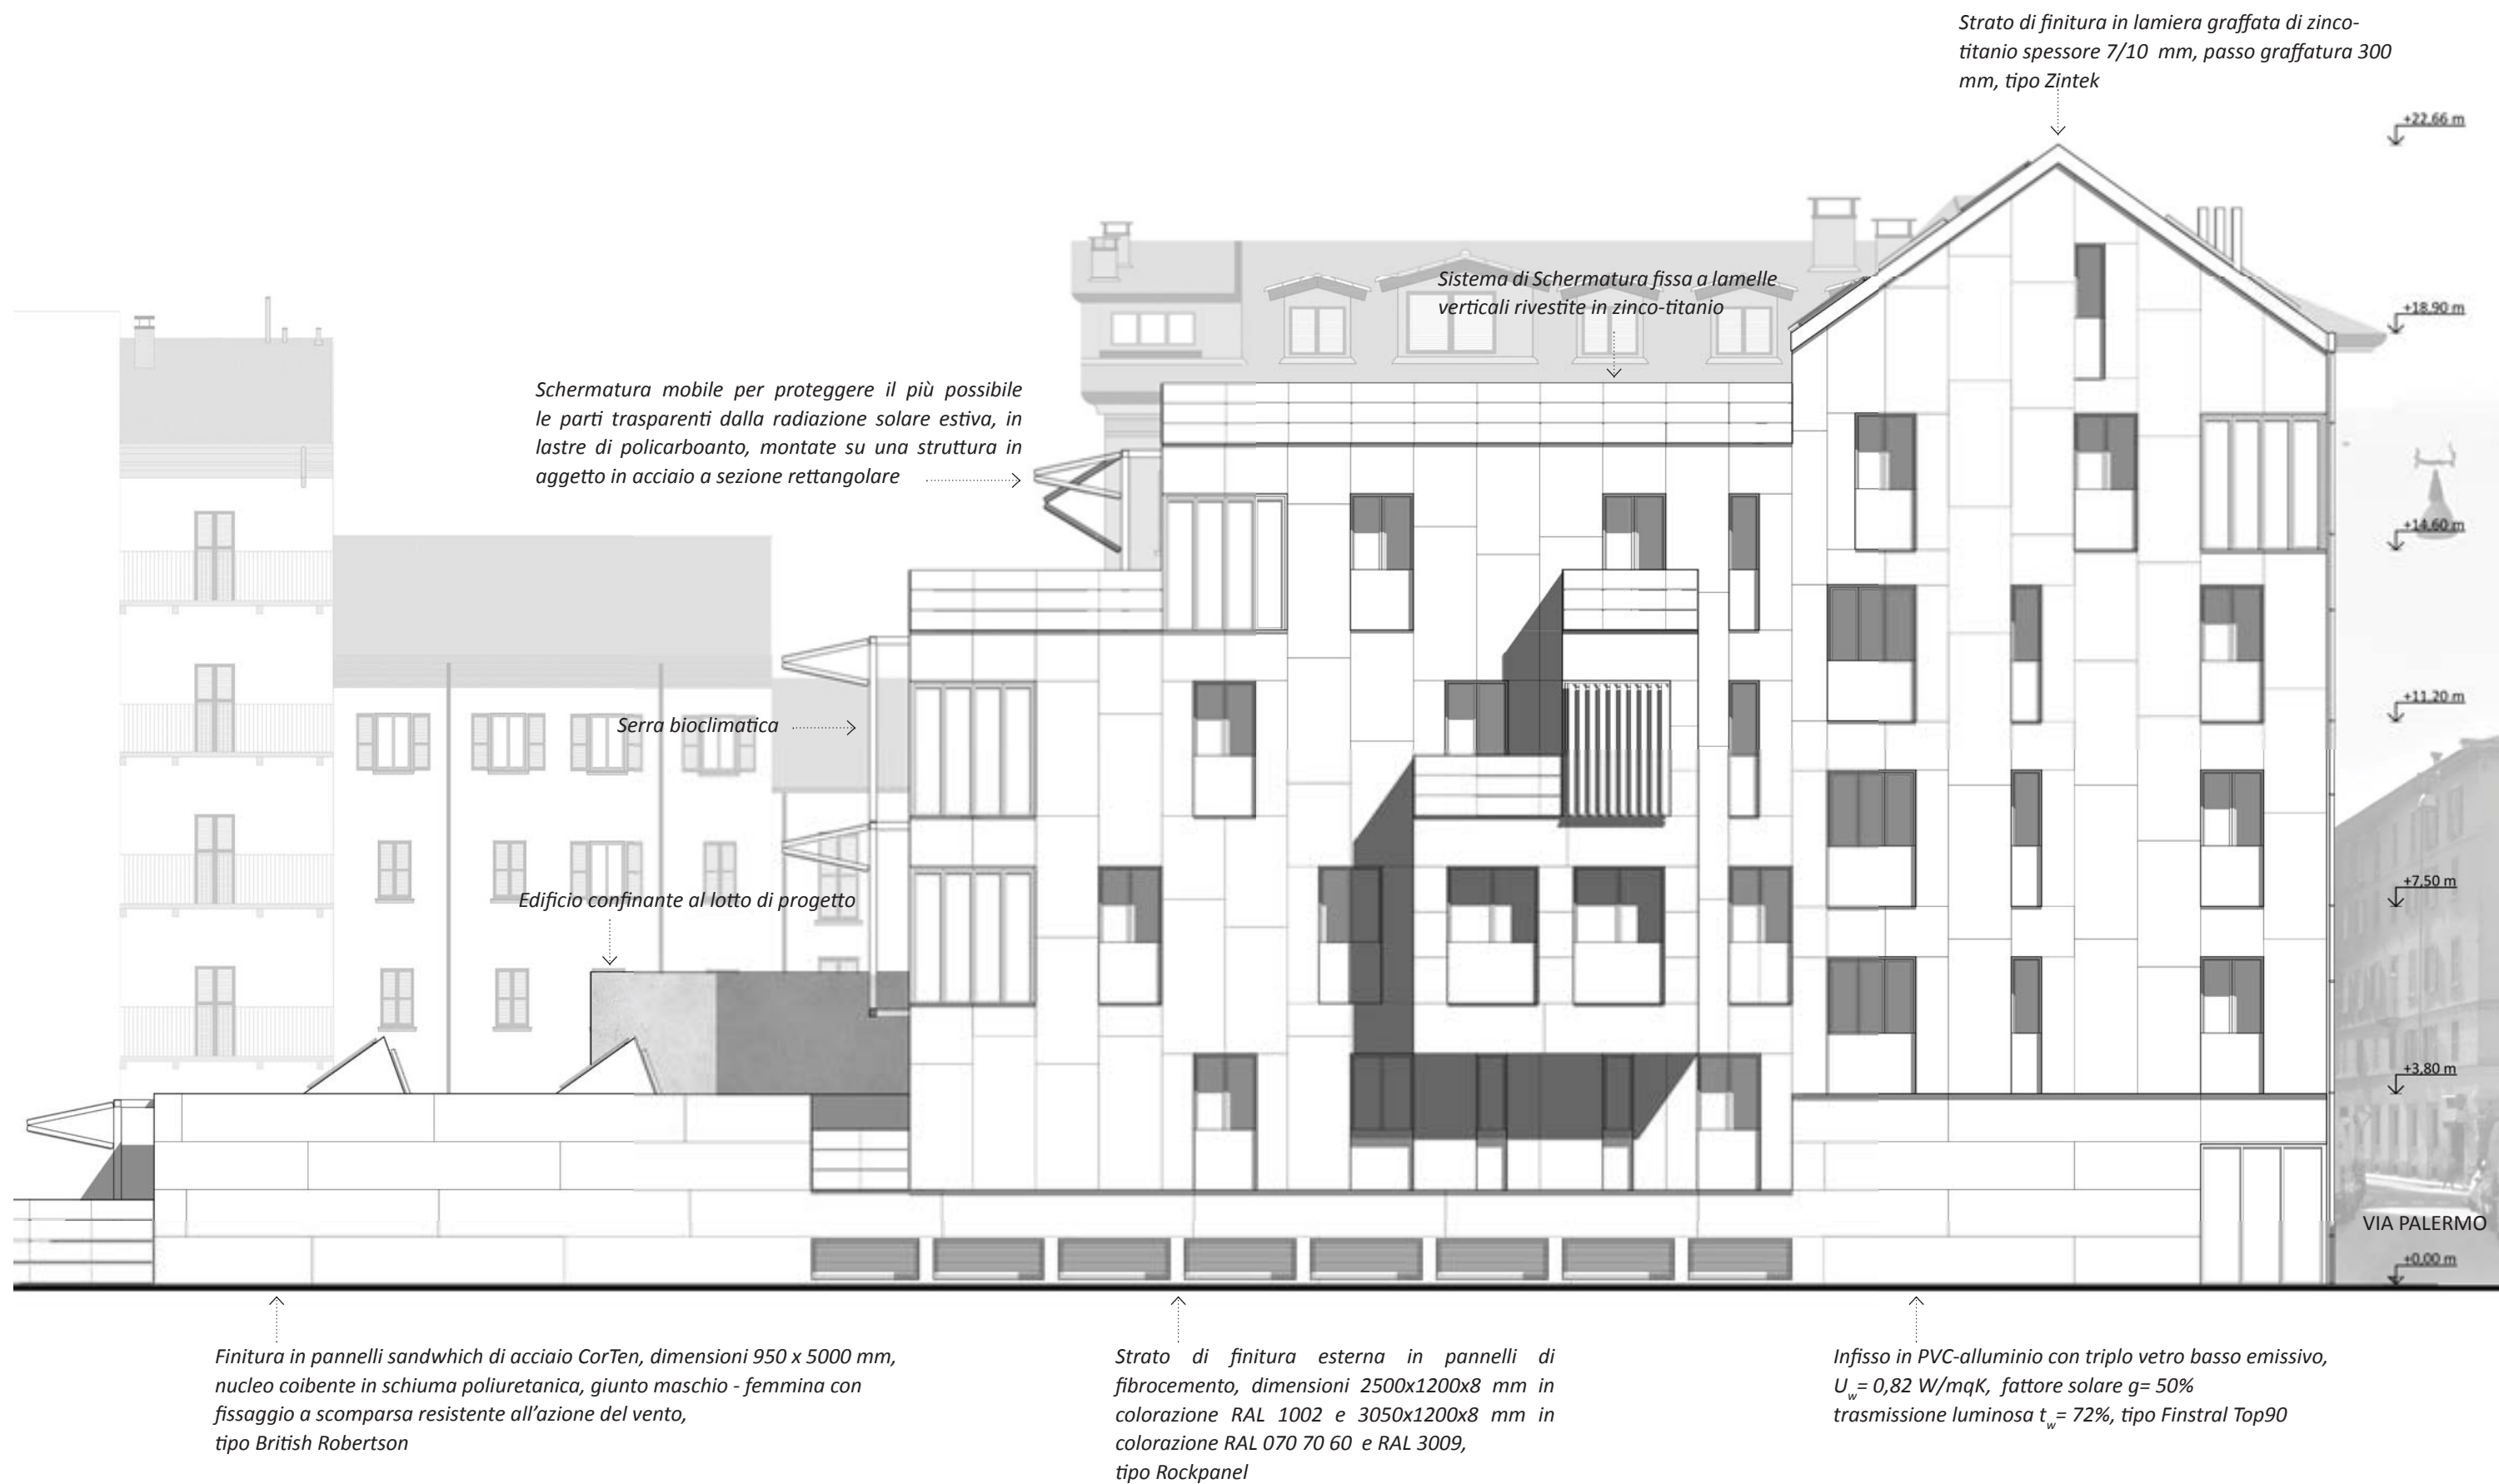 Strato di finitura in lamiera graffata di zinco-
titanio spessore 7/10 mm, passo graffatura 300
mm, tipo Zintek
+22,66 m
Sistema di Schermatura fissa a lamelle
verticali rivestite in zinco-titanio
+18,90 m
Schermatura mobile per proteggere il più possibile
le parti trasparenti dalla radiazione solare estiva, in
lastre di policarboanto, montate su una struttura in
aggetto in acciaio a sezione rettangolare
+14,60 m
Serra bioclimatica
+11,20 m
Edificio confinante al lotto di progetto
+7,50 m
+3,80 m
VIA PALERMO
+0,00 m
Finitura in pannelli sandwhich di acciaio CorTen, dimensioni 950 x 5000 mm,
nucleo coibente in schiuma poliuretanica, giunto maschio - femmina con
fissaggio a scomparsa resistente all’azione del vento,
tipo British Robertson
Strato di finitura esterna in pannelli di
fibrocemento, dimensioni 2500x1200x8 mm in
colorazione RAL 1002 e 3050x1200x8 mm in
colorazione RAL 070 70 60 e RAL 3009,
tipo Rockpanel
Infisso in PVC-alluminio con triplo vetro basso emissivo,
Uw= 0,82 W/mqK, fattore solare g= 50%
trasmissione luminosa tw= 72%, tipo Finstral Top90